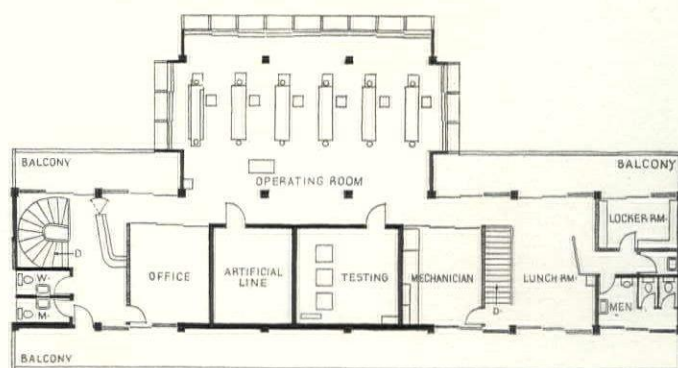 BALCONY
BALCONY
OPERATING ROOM
LOCKER RM-
D
W-
M-
OFFICE
ARTIFICIAL
LINE
TESTING
MECHANICIAN
LUNCH RM-
D-
MEN
BALCONY